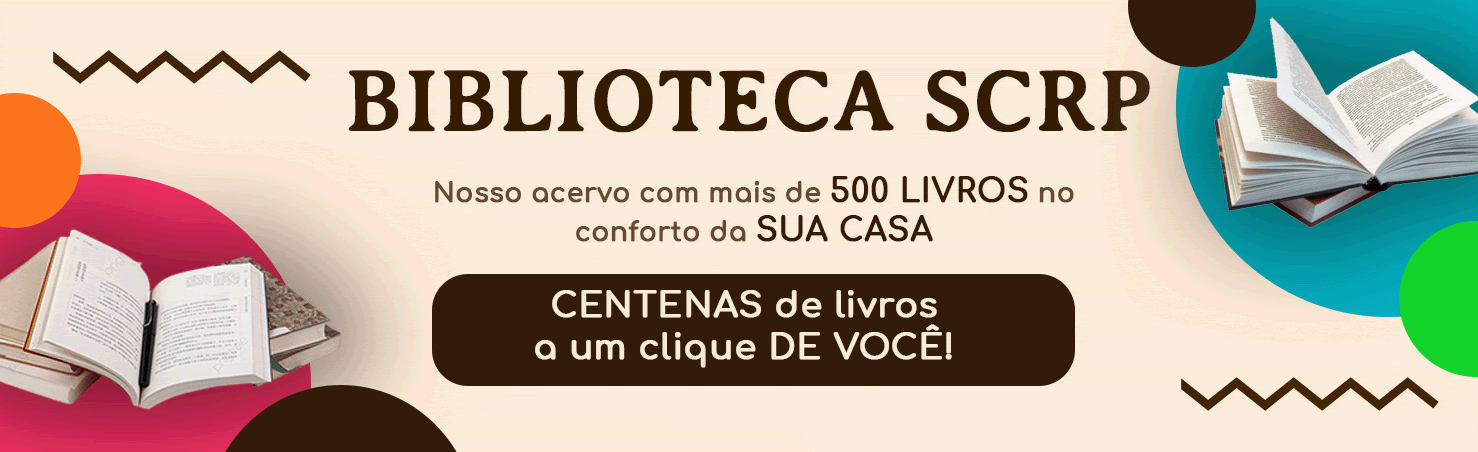 BIBLIOTECA SCRP
Nosso acervo com mais de 500 LIVROS no
conforto da SUA CASA
CENTENAS de livros
a um clique DE VOCÊ!